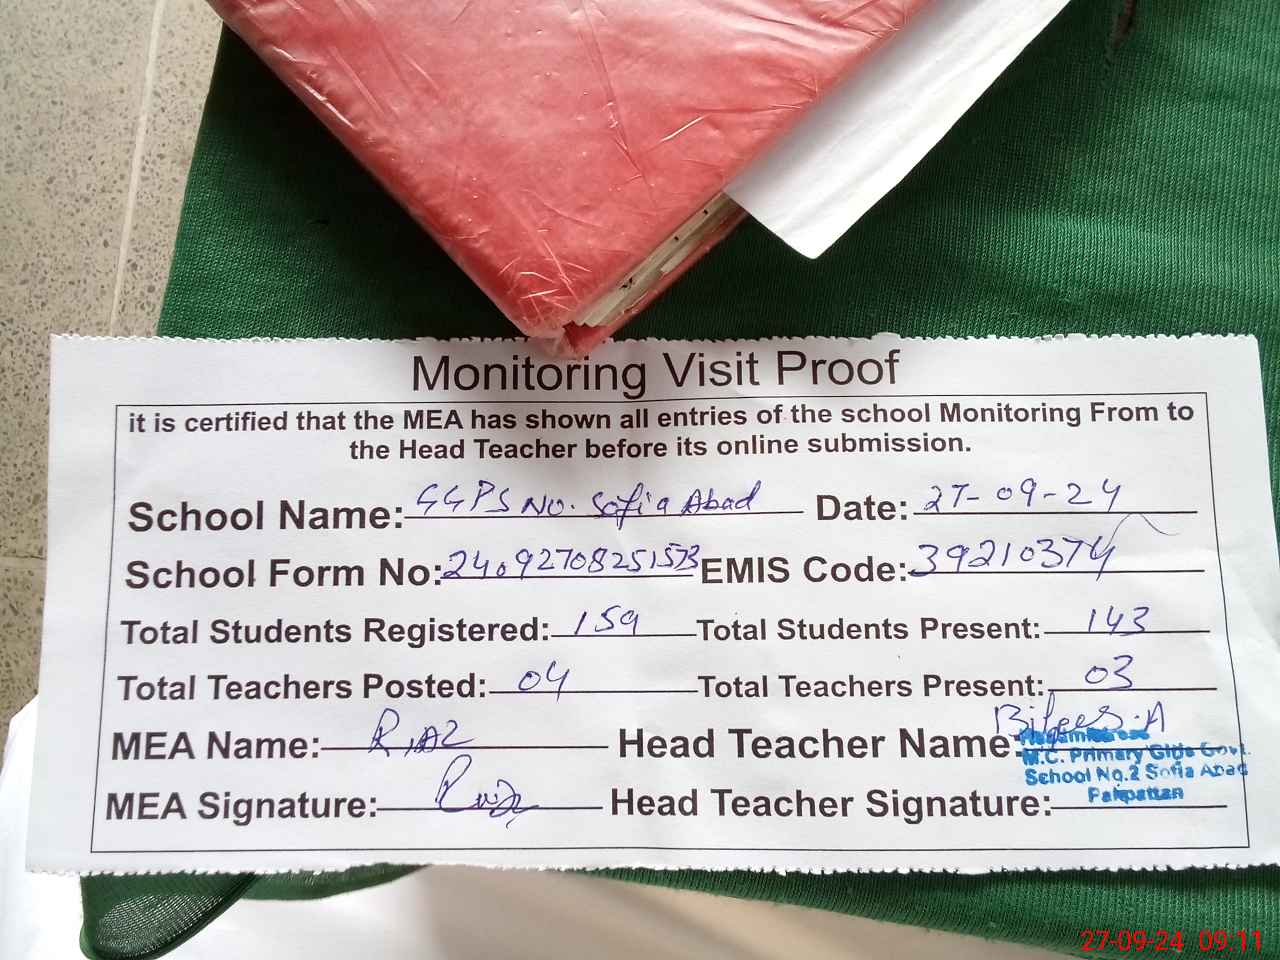 Monitoring Visit Proof
it is certified that the MEA has shown all entries of the school Monitoring From to
the Head Teacher before its online submission.
School Name: GGPS No. Sofia Abad Date: 27-09-24
School Form No: 24092708251573 EMIS Code: 39210374
Total Students Registered: 159 Total Students Present: 143
Total Teachers Posted: 04 Total Teachers Present: 03
MEA Name: Riaz Head Teacher Name: Bilqees.A
M.C. Primary Girls Govt.
School No.2 Sofia Abad
Pakpattan
MEA Signature: Head Teacher Signature:
27-09-24 09:11